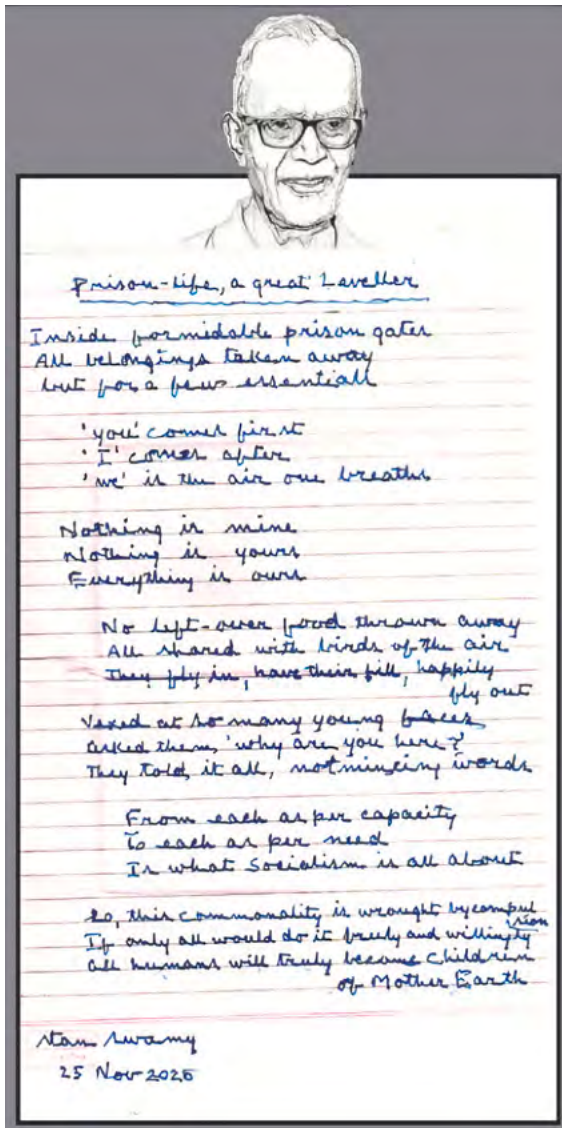 Prison-life, a great Leveller
Inside formidable prison gates
All belongings taken away
but for a few essentials
'you' comes first
'I' comes after
'we' is the air one breaths
Nothing is mine
Nothing is yours
Everything is ours
No left-over food thrown away
All shared with birds of the air
They fly in, have their fill, happily
fly out
Vexed at so many young faces
asked them, 'why are you here?'
They told it all, not mincing words
From each as per capacity
To each as per need
Is what Socialism is all about
Lo, this commonality is wrought by compul
sion
If only all would do it freely and willingly
All humans will truly become children
of Mother Earth
Stan Swamy
25 Nov 2020